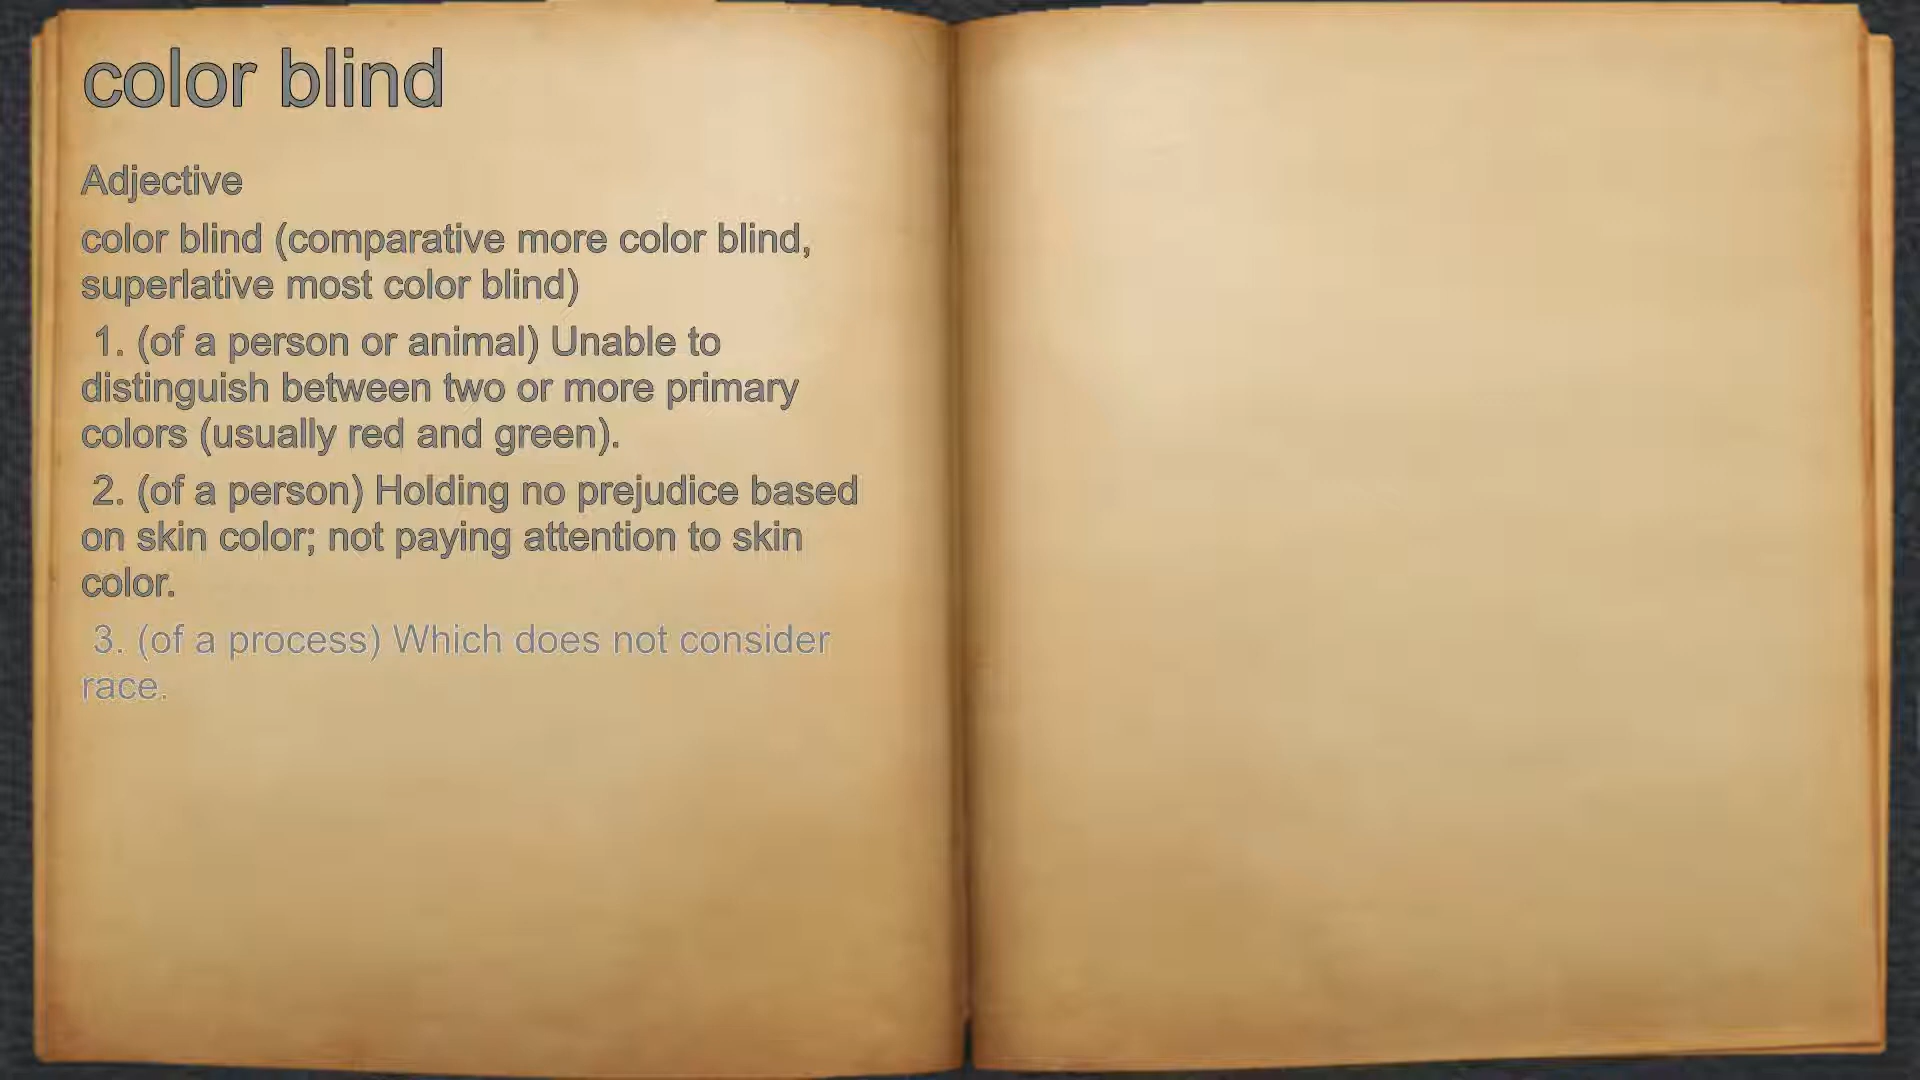 color blind
Adjective
color blind (comparative more color blind,
superlative most color blind)
1. (of a person or animal) Unable to
distinguish between two or more primary
colors (usually red and green).
2. (of a person) Holding no prejudice based
on skin color; not paying attention to skin
color.
3. (of a process) Which does not consider
race.